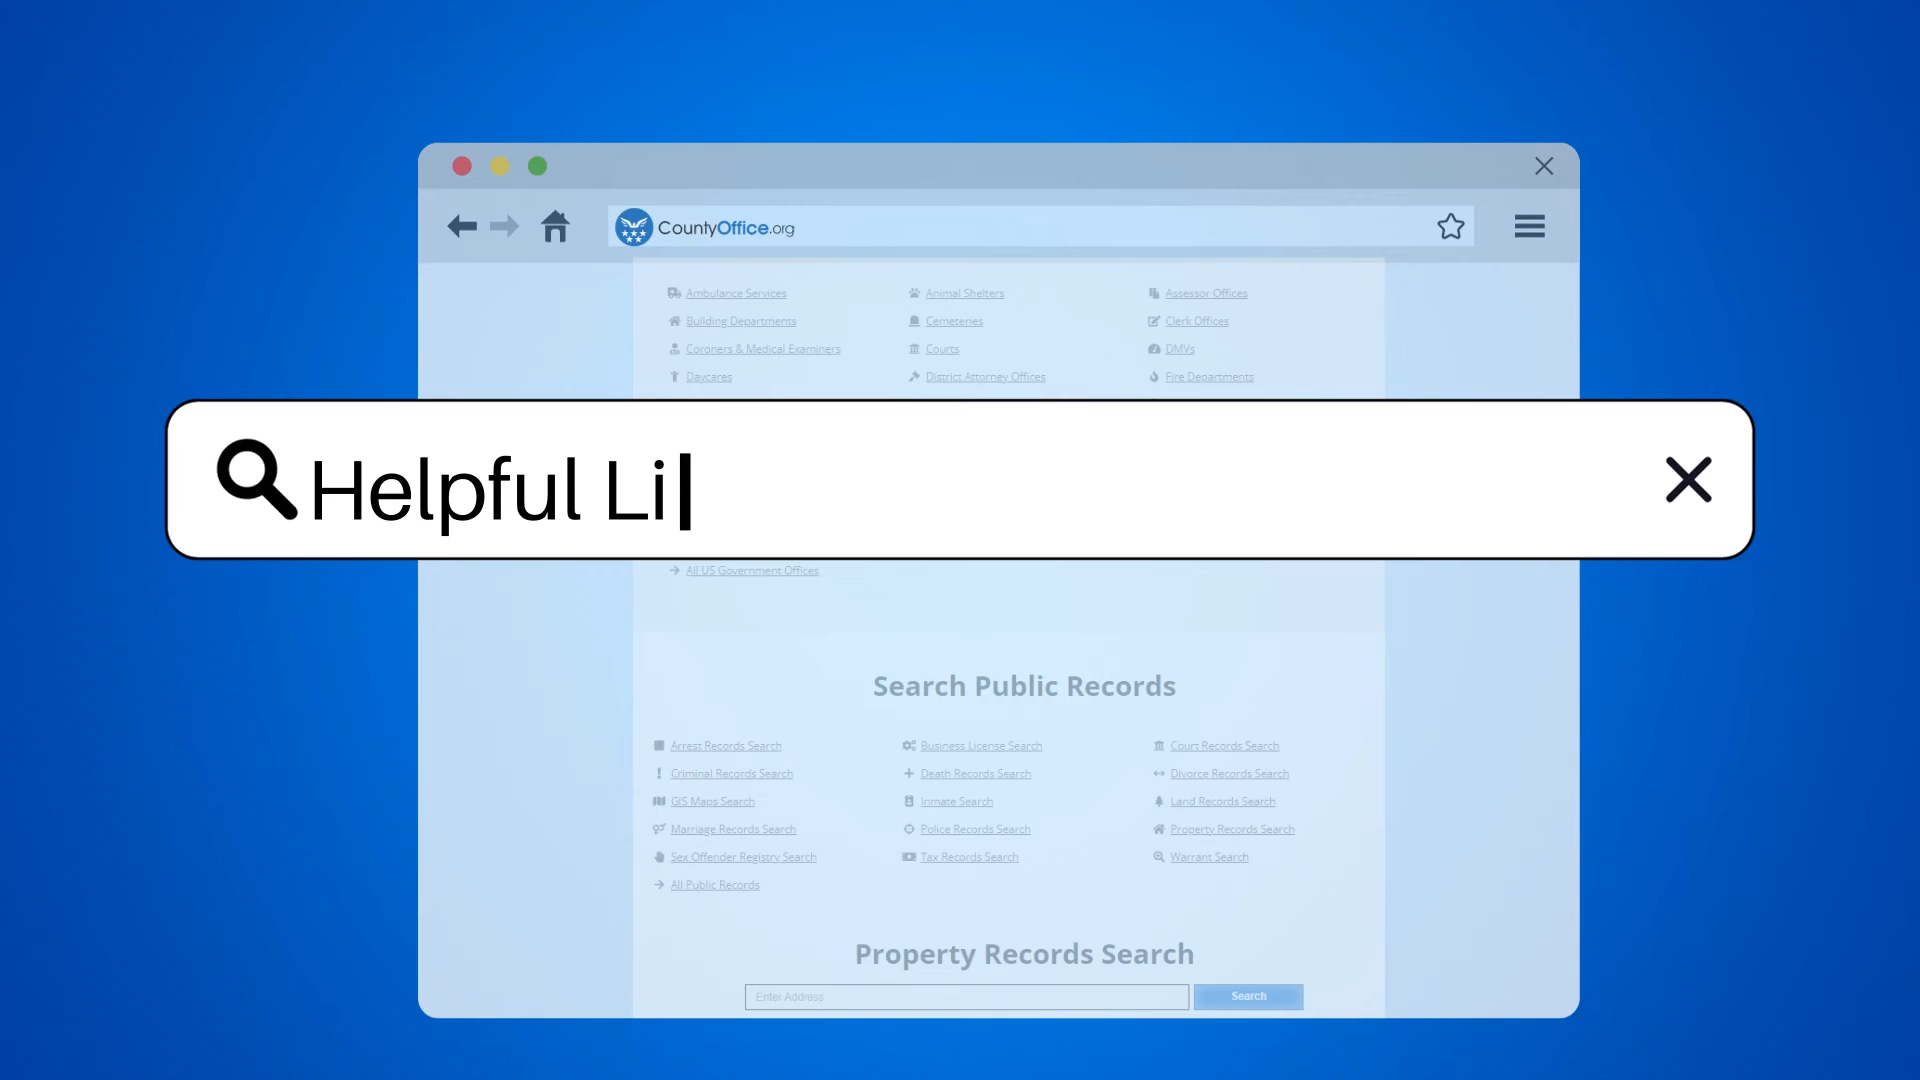 CountyOffice.org
Ambulance Services Animal Shelters Assessor Offices
Building Departments Cemeteries Clerk Offices
Coroners & Medical Examiners Courts DMVs
Daycares District Attorney Offices Fire Departments
Helpful Li
All US Government Offices
Search Public Records
Arrest Records Search Business License Search Court Records Search
Criminal Records Search Death Records Search Divorce Records Search
GIS Maps Search Inmate Search Land Records Search
Marriage Records Search Police Records Search Property Records Search
Sex Offender Registry Search Tax Records Search Warrant Search
All Public Records
Property Records Search
Enter Address Search